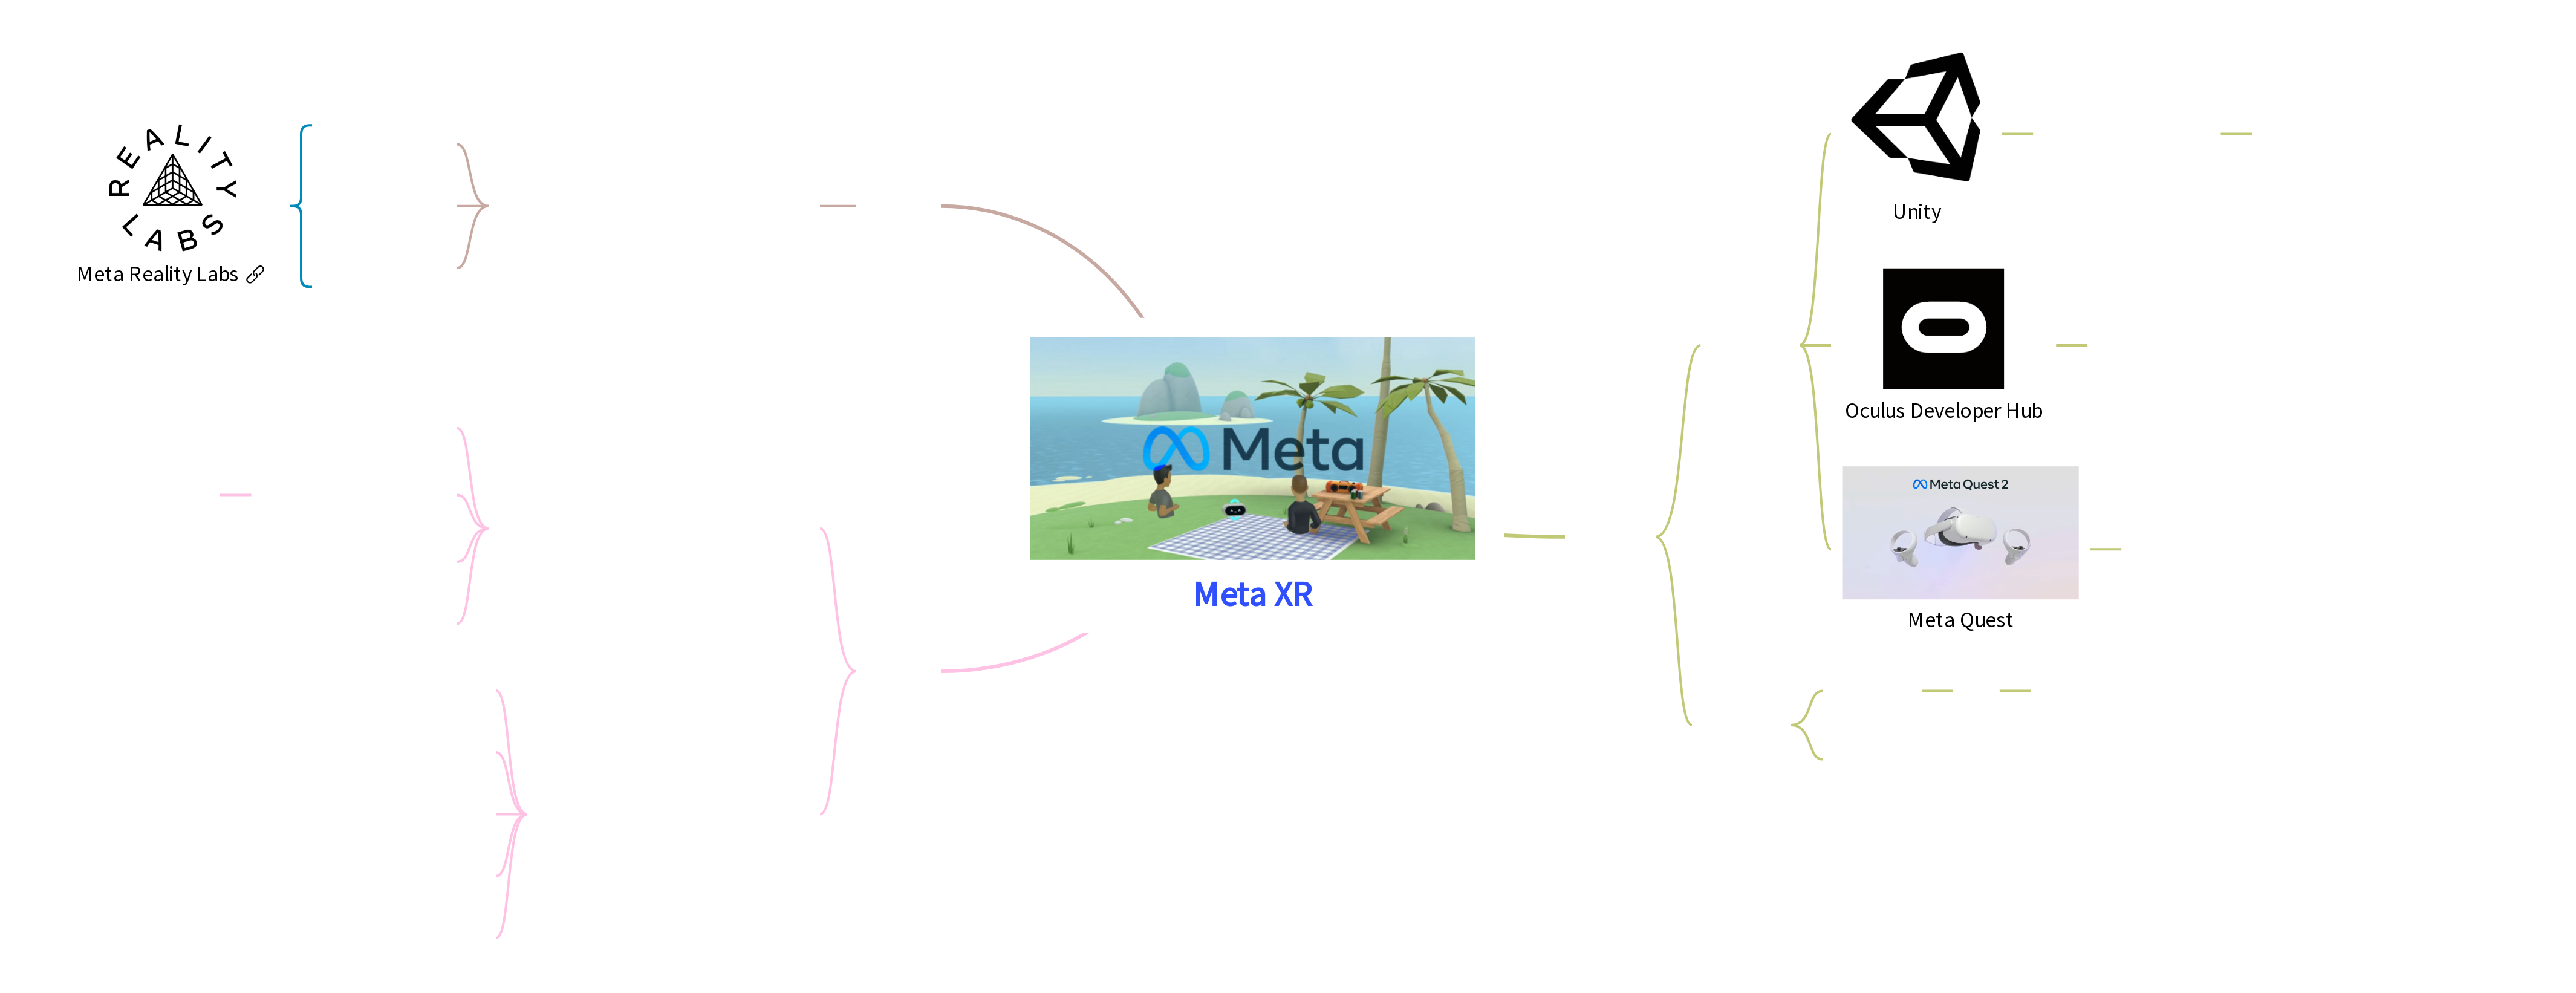 REALITY LABS
Meta Reality Labs
Meta
Meta XR
Unity
Oculus Developer Hub
Meta Quest 2
Meta Quest